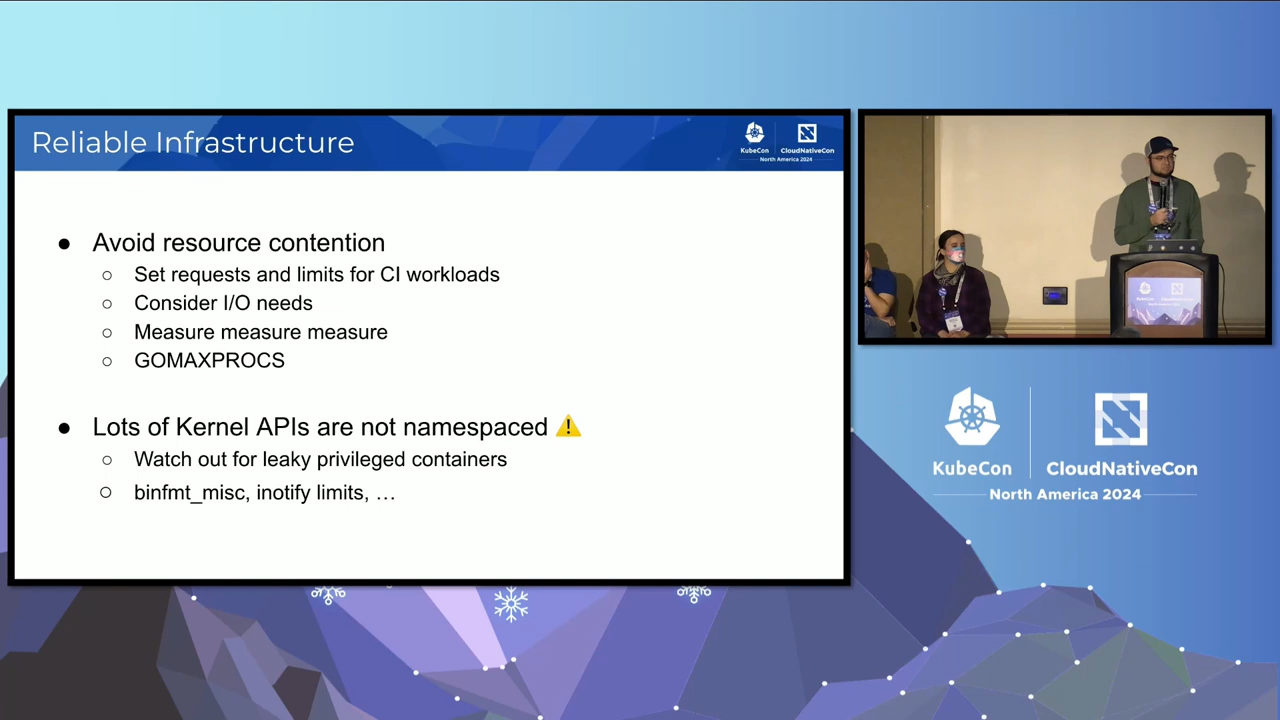 Reliable Infrastructure
KubeCon
CloudNativeCon
North America 2024
● Avoid resource contention
○ Set requests and limits for CI workloads
○ Consider I/O needs
○ Measure measure measure
○ GOMAXPROCS
● Lots of Kernel APIs are not namespaced ⚠️
○ Watch out for leaky privileged containers
○ binfmt_misc, inotify limits, …
KubeCon
CloudNativeCon
North America 2024